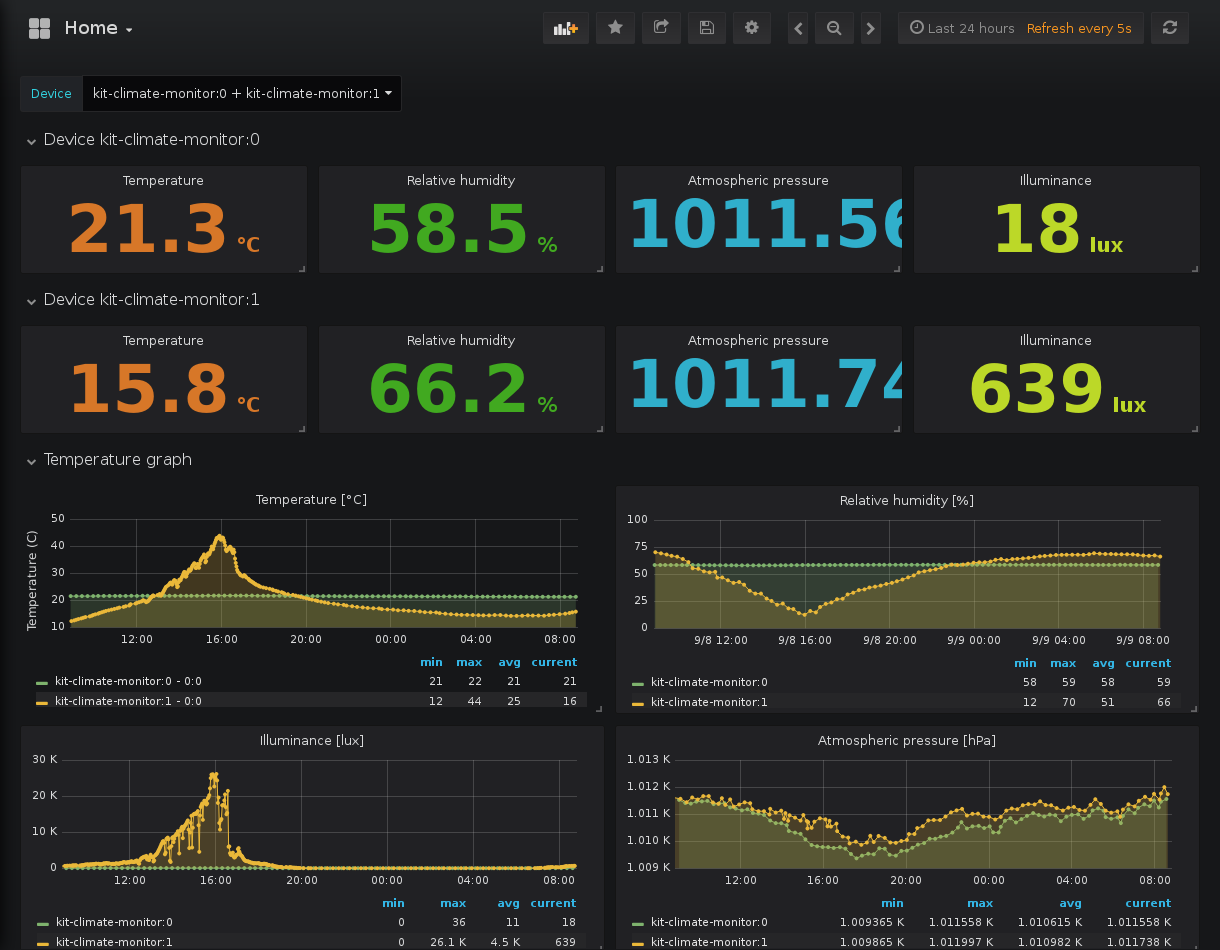 Home
Last 24 hours Refresh every 5s
Device kit-climate-monitor:0 + kit-climate-monitor:1
Device kit-climate-monitor:0
Temperature Relative humidity Atmospheric pressure Illuminance
21.3 °C 58.5 % 1011.56 18 lux
Device kit-climate-monitor:1
Temperature Relative humidity Atmospheric pressure Illuminance
15.8 °C 66.2 % 1011.74 639 lux
Temperature graph
Temperature [°C]
Temperature (C)
50
40
30
20
10
12:00 16:00 20:00 00:00 04:00 08:00
min max avg current
kit-climate-monitor:0 - 0:0 21 22 21 21
kit-climate-monitor:1 - 0:0 12 44 25 16
Relative humidity [%]
100
75
50
25
0
9/8 12:00 9/8 16:00 9/8 20:00 9/9 00:00 9/9 04:00 9/9 08:00
min max avg current
kit-climate-monitor:0 58 59 58 59
kit-climate-monitor:1 12 70 51 66
Illuminance [lux]
30 K
20 K
10 K
0
12:00 16:00 20:00 00:00 04:00 08:00
min max avg current
kit-climate-monitor:0 0 36 11 18
kit-climate-monitor:1 0 26.1 K 4.5 K 639
Atmospheric pressure [hPa]
1.013 K
1.012 K
1.011 K
1.010 K
1.009 K
12:00 16:00 20:00 00:00 04:00 08:00
min max avg current
kit-climate-monitor:0 1.009365 K 1.011558 K 1.010615 K 1.011558 K
kit-climate-monitor:1 1.009865 K 1.011997 K 1.010982 K 1.011738 K